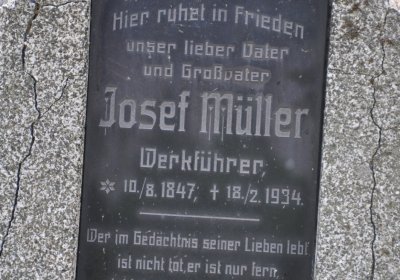 Hier ruhet in Frieden
unser lieber Vater
und Großvater
Josef Müller
Werkführer,
* 10./8. 1847, † 18./2. 1934.
Wer im Gedächtnis seiner Lieben lebt
ist nicht tot, er ist nur fern.